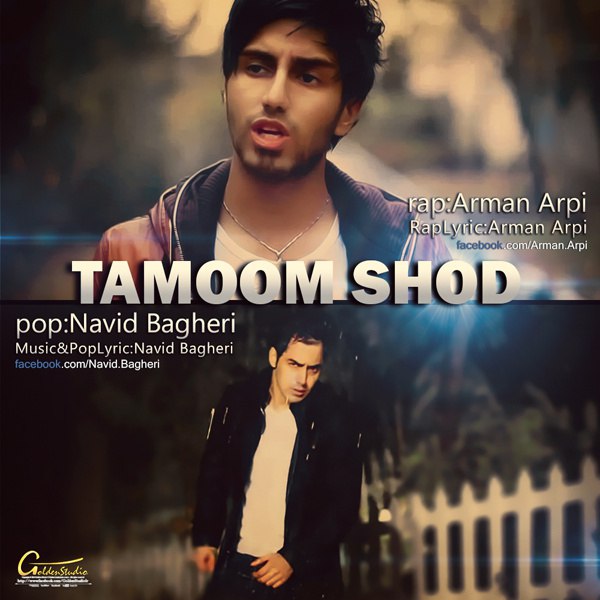 rap:Arman Arpi
RapLyric:Arman Arpi
facebook.com/Arman.Arpi
TAMOOM SHOD
pop:Navid Bagheri
Music&PopLyric:Navid Bagheri
facebook.com/Navid.Bagheri
GoldenStudio